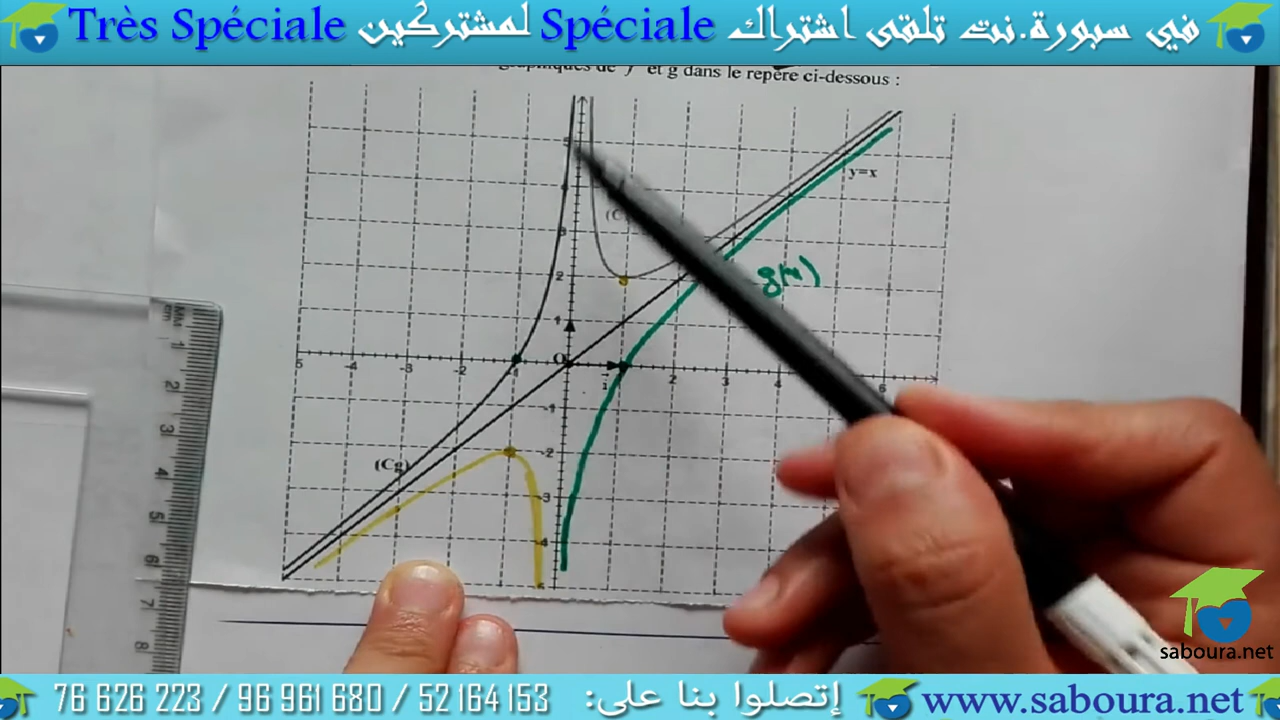 في سبورة.نت تلقى اشتراك Spéciale لمشتركين Très Spéciale
graphiques de f et g dans le repère ci-dessous :
y=x
g(x)
(Cg)
saboura.net
76 626 223 / 96 961 680 / 52 164 153 إتصلوا بنا على: www.saboura.net